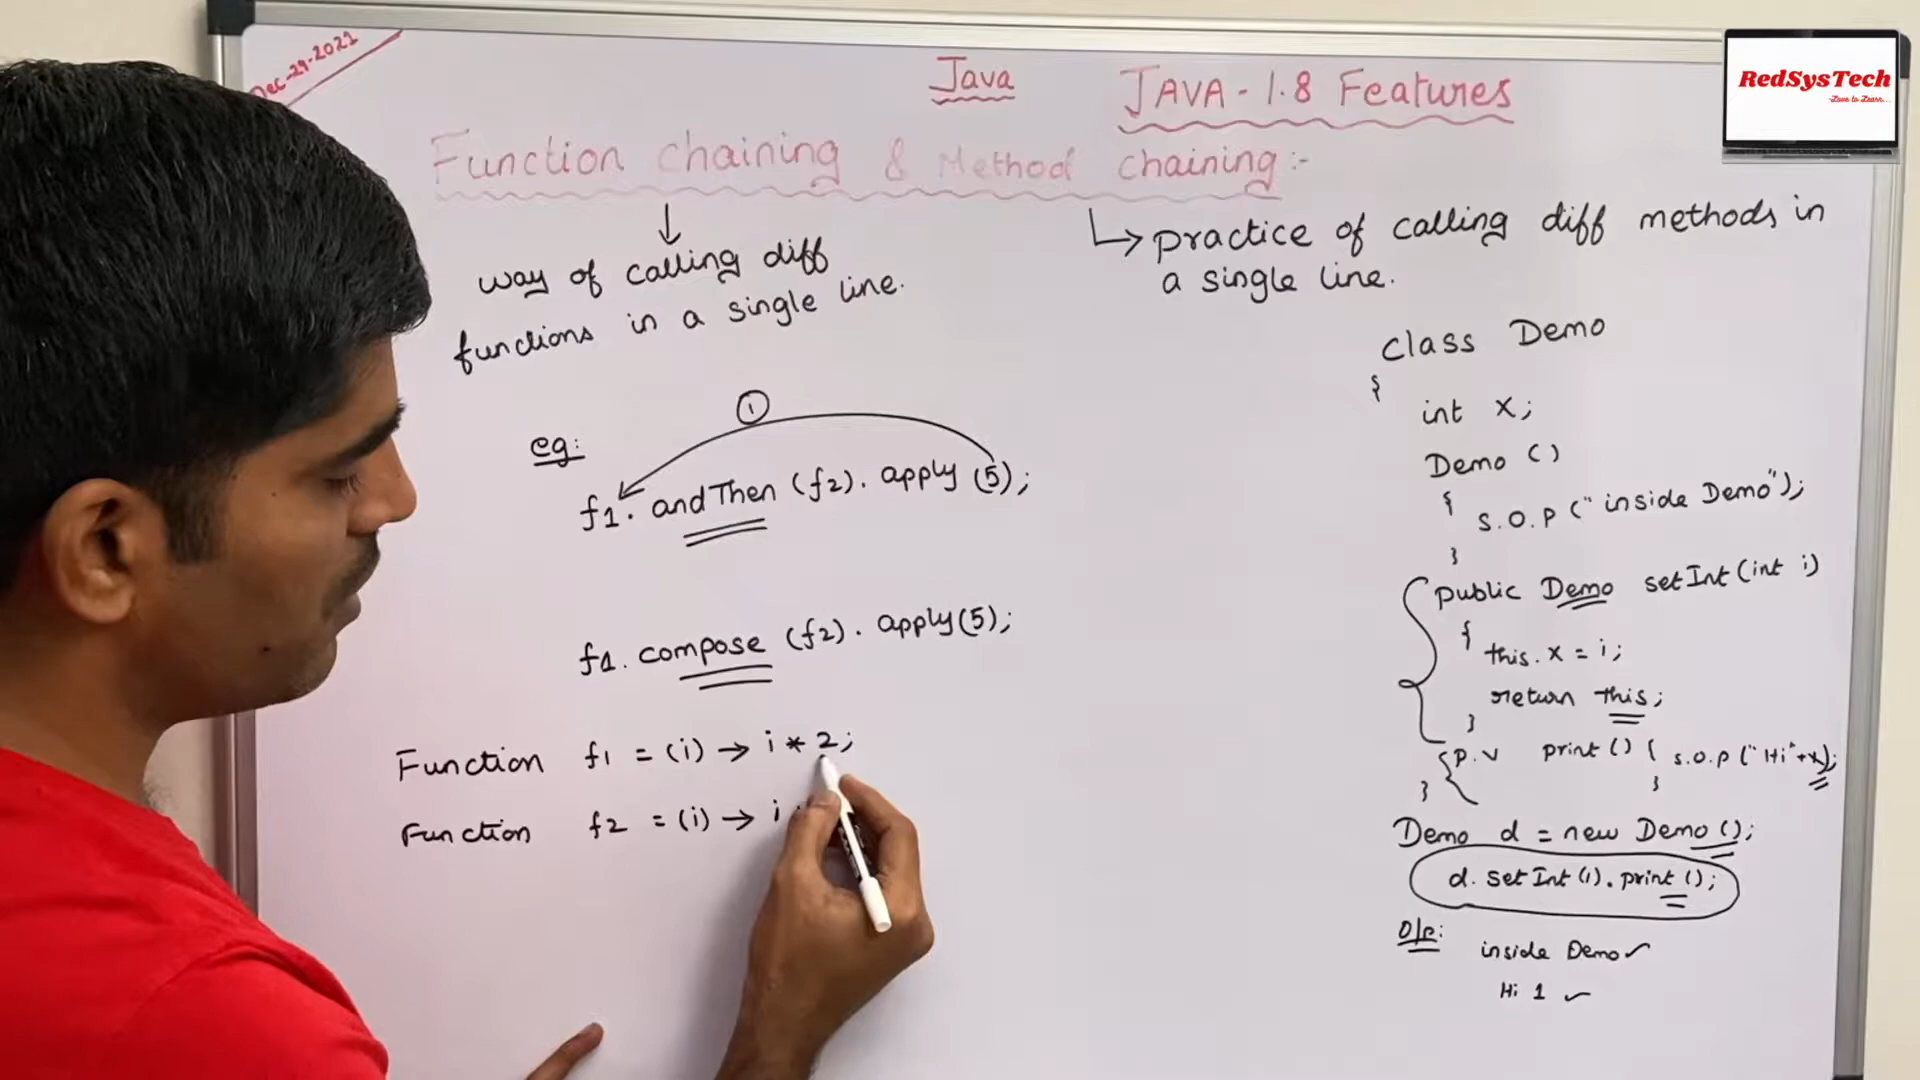 Dec-29-2021
Java
JAVA - 1.8 Features
RedSysTech
-Love to Learn...
Function chaining & Method chaining:-
way of calling diff
functions in a single line.
eg:
1
f1. andThen (f2). apply (5);
f1. compose (f2). apply(5);
Function f1 = (i) → i * 2;
Function f2 = (i) → i
practice of calling diff methods in
a single line.
class Demo
{
int x;
Demo ()
{
S.O.P ("inside Demo");
}
public Demo setInt(int i)
{
this.x = i;
return this;
}
P.V print() { S.O.P ("Hi"+x);
}
}
Demo d = new Demo();
d. setInt(1). print();
O/P:
inside Demo
Hi 1